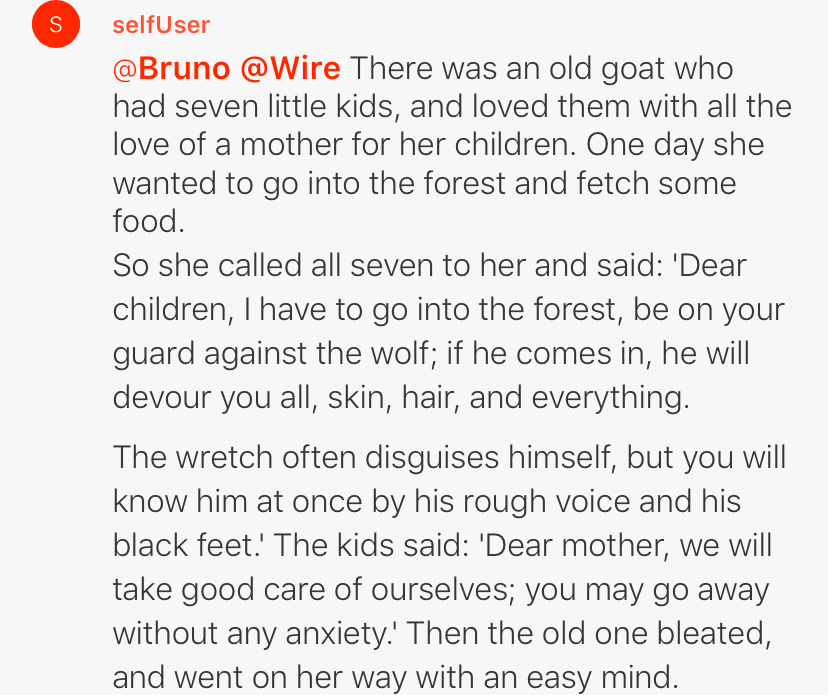 S
selfUser
@Bruno @Wire There was an old goat who
had seven little kids, and loved them with all the
love of a mother for her children. One day she
wanted to go into the forest and fetch some
food.
So she called all seven to her and said: 'Dear
children, I have to go into the forest, be on your
guard against the wolf; if he comes in, he will
devour you all, skin, hair, and everything.
The wretch often disguises himself, but you will
know him at once by his rough voice and his
black feet.' The kids said: 'Dear mother, we will
take good care of ourselves; you may go away
without any anxiety.' Then the old one bleated,
and went on her way with an easy mind.